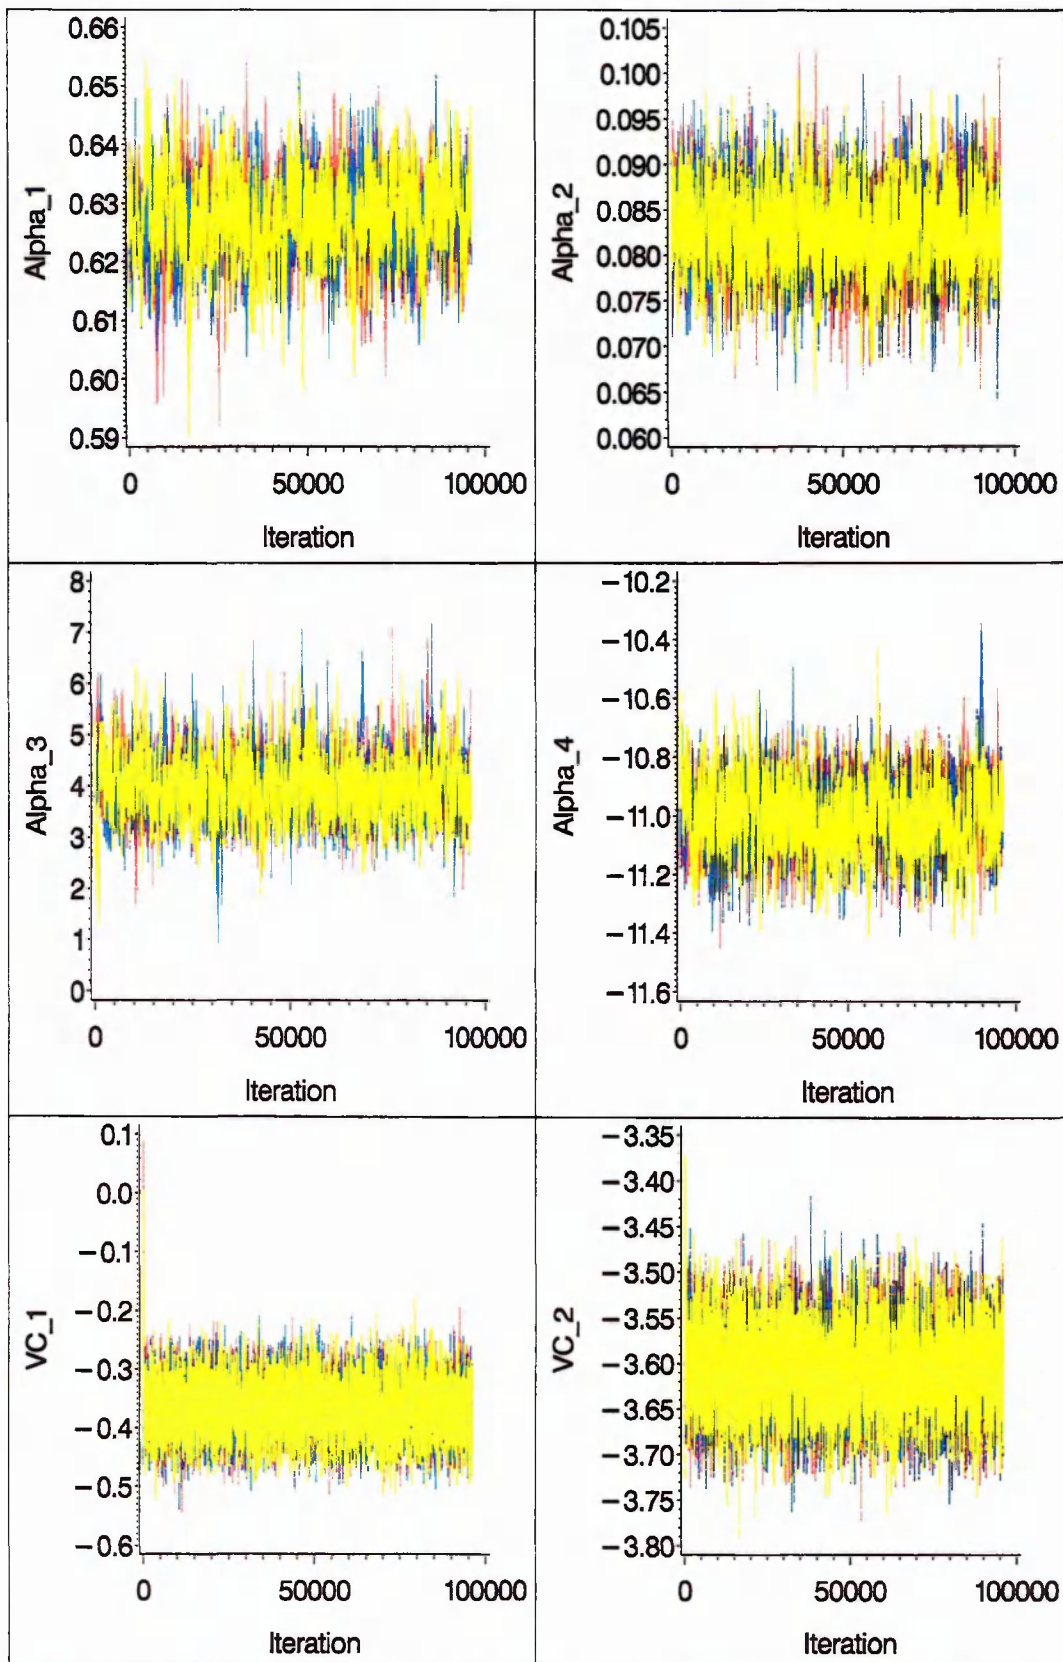 0.66
0.65
0.64
0.63
0.62
0.61
0.60
0.59
Alpha_1
0 50000 100000
Iteration
0.105
0.100
0.095
0.090
0.085
0.080
0.075
0.070
0.065
0.060
Alpha_2
0 50000 100000
Iteration
8
7
6
5
4
3
2
1
0
Alpha_3
0 50000 100000
Iteration
−10.2
−10.4
−10.6
−10.8
−11.0
−11.2
−11.4
−11.6
Alpha_4
0 50000 100000
Iteration
0.1
0.0
−0.1
−0.2
−0.3
−0.4
−0.5
−0.6
VC_1
0 50000 100000
Iteration
−3.35
−3.40
−3.45
−3.50
−3.55
−3.60
−3.65
−3.70
−3.75
−3.80
VC_2
0 50000 100000
Iteration